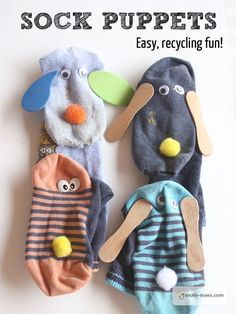 SOCK PUPPETS
Easy, recycling fun!
snotty-noses.com